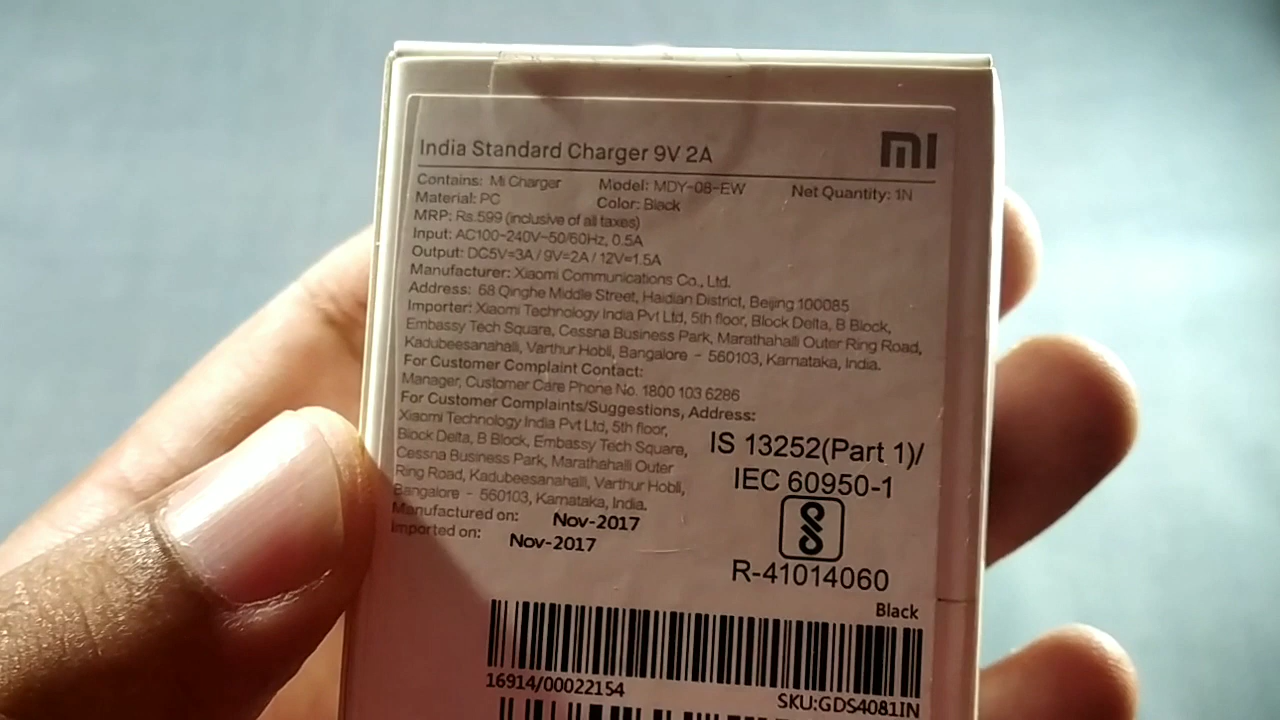 India Standard Charger 9V 2A
mi
Contains: Mi Charger Model: MDY-08-EW Net Quantity: 1N
Material: PC Color: Black
MRP: Rs.599 (inclusive of all taxes)
Input: AC100-240V~50/60Hz, 0.5A
Output: DC5V=3A / 9V=2A / 12V=1.5A
Manufacturer: Xiaomi Communications Co., Ltd.
Address: 68 Qinghe Middle Street, Haidian District, Beijing 100085
Importer: Xiaomi Technology India Pvt Ltd, 5th floor, Block Delta, B Block,
Embassy Tech Square, Cessna Business Park, Marathahalli Outer Ring Road,
Kadubeesanahalli, Varthur Hobli, Bangalore - 560103, Karnataka, India.
For Customer Complaint Contact:
Manager, Customer Care Phone No. 1800 103 6286
For Customer Complaints/Suggestions, Address:
Xiaomi Technology India Pvt Ltd, 5th floor,
Block Delta, B Block, Embassy Tech Square,
Cessna Business Park, Marathahalli Outer
Ring Road, Kadubeesanahalli, Varthur Hobli,
Bangalore - 560103, Karnataka, India.
Manufactured on: Nov-2017
Imported on: Nov-2017
IS 13252(Part 1)/
IEC 60950-1
R-41014060
Black
16914/00022154
SKU:GDS4081IN